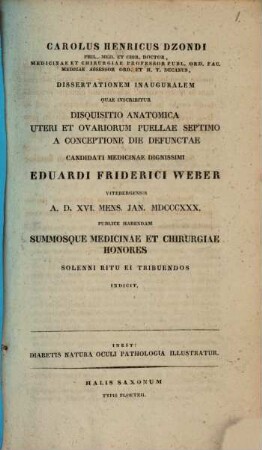 CAROLUS HENRICUS DZONDI
PHIL., MED. ET CHIR. DOCTOR,
MEDICINAE ET CHIRURGIAE PROFESSOR PUBL. ORD. FAC.
MEDICAE ASSESSOR ORD. ET H. T. DECANUS,
DISSERTATIONEM INAUGURALEM
QUAE INSCRIBITUR
DISQUISITIO ANATOMICA
UTERI ET OVARIORUM PUELLAE SEPTIMO
A CONCEPTIONE DIE DEFUNCTAE
CANDIDATI MEDICINAE DIGNISSIMI
EDUARDI FRIDERICI WEBER
VITEBERGENSIS
A. D. XVI. MENS. JAN. MDCCCXXX.
PUBLICE HABENDAM
SUMMOSQUE MEDICINAE ET CHIRURGIAE
HONORES
SOLENNI RITU EI TRIBUENDOS
INDICIT,
INEST:
DIARETIS NATURA OCULI PATHOLOGIA ILLUSTRATUR.
HALIS SAXONUM
TYPIS